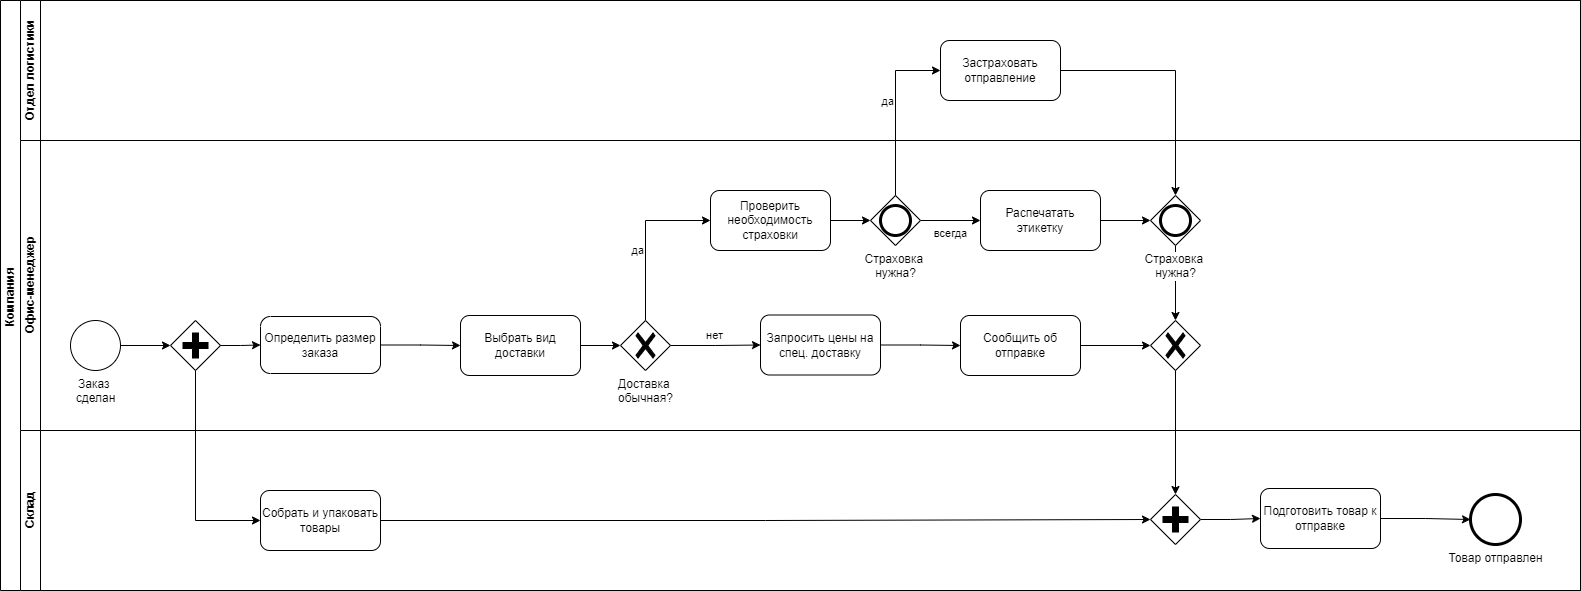 Компания
Отдел логистики
Застраховать
отправление
да
Офис-менеджер
Проверить
необходимость
страховки
Распечатать
этикетку
всегда
да
Страховка
нужна?
Страховка
нужна?
Определить размер
заказа
Выбрать вид
доставки
нет
Запросить цены на
спец. доставку
Сообщить об
отправке
Заказ
сделан
Доставка
обычная?
Склад
Собрать и упаковать
товары
Подготовить товар к
отправке
Товар отправлен